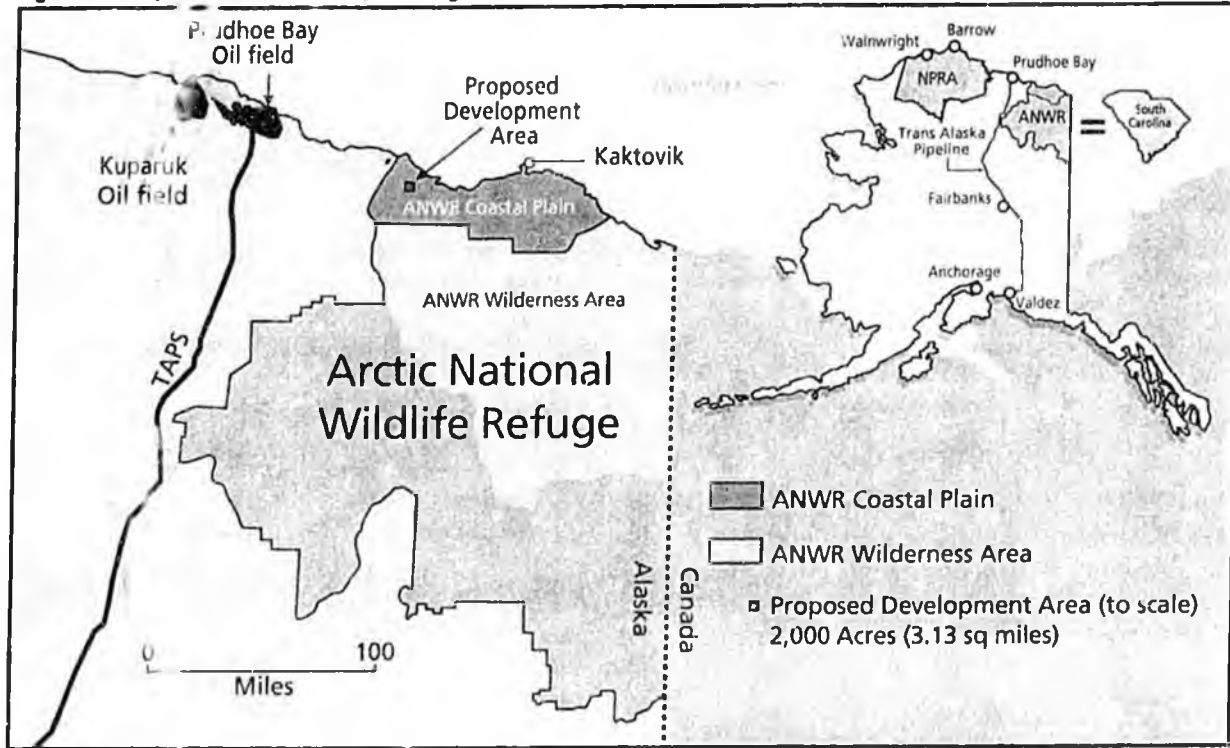 Prudhoe Bay
Oil field
Kuparuk
Oil field
Proposed
Development
Area
Kaktovik
ANWR Coastal Plain
ANWR Wilderness Area
Arctic National
Wildlife Refuge
TAPS
0 100
Miles
Alaska
Canada
Wainwright
Barrow
Prudhoe Bay
NPRA
ANWR
=
South
Carolina
Trans Alaska
Pipeline
Fairbanks
Anchorage
Valdez
ANWR Coastal Plain
ANWR Wilderness Area
Proposed Development Area (to scale)
2,000 Acres (3.13 sq miles)